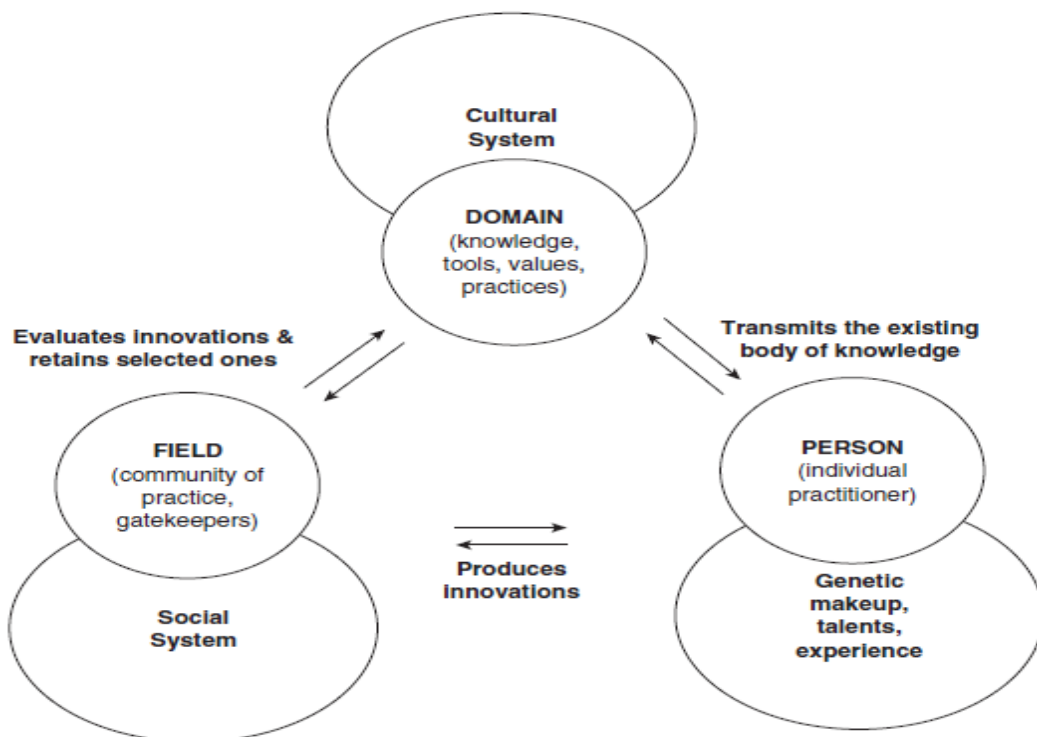 Cultural
System
DOMAIN
(knowledge,
tools, values,
practices)
Evaluates innovations &
retains selected ones
Transmits the existing
body of knowledge
FIELD
(community of
practice,
gatekeepers)
PERSON
(individual
practitioner)
Produces
innovations
Social
System
Genetic
makeup,
talents,
experience